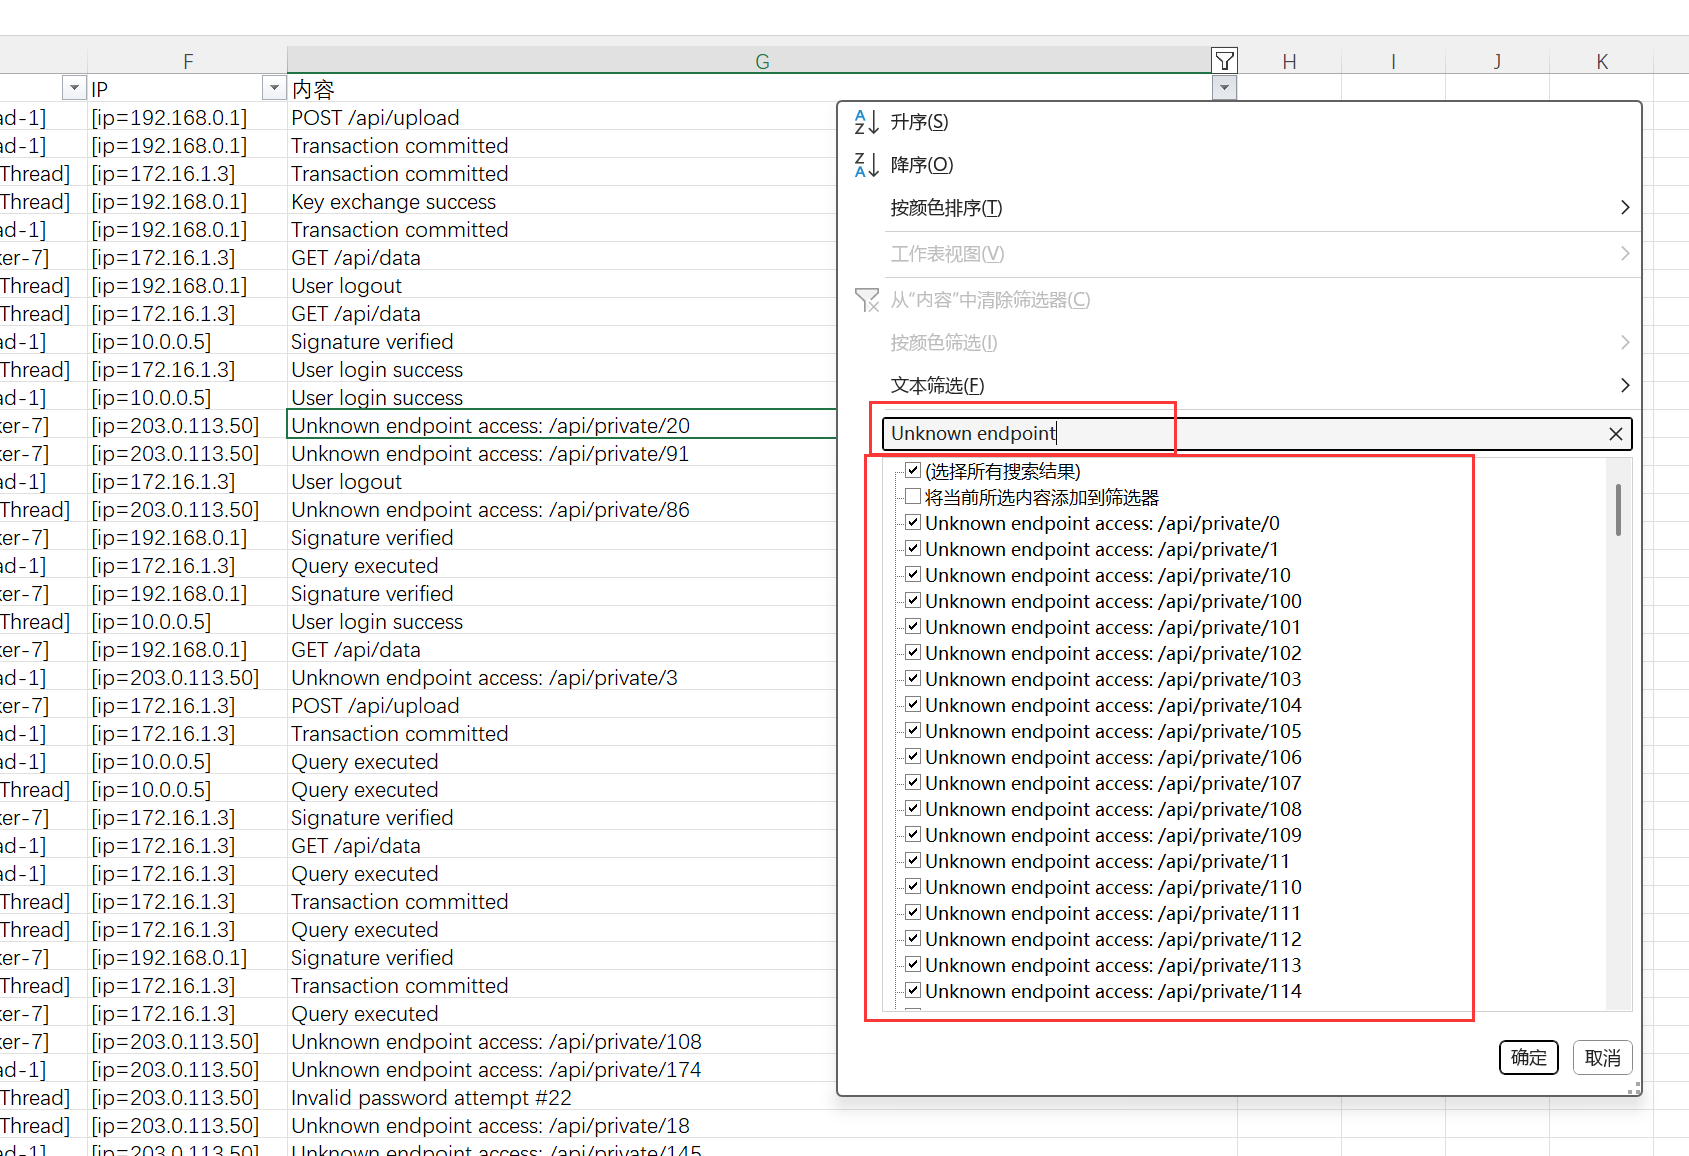 F G H I J K
IP 内容
ad-1] [ip=192.168.0.1] POST /api/upload
ad-1] [ip=192.168.0.1] Transaction committed
Thread] [ip=172.16.1.3] Transaction committed
Thread] [ip=192.168.0.1] Key exchange success
ad-1] [ip=192.168.0.1] Transaction committed
ker-7] [ip=172.16.1.3] GET /api/data
Thread] [ip=192.168.0.1] User logout
Thread] [ip=172.16.1.3] GET /api/data
ad-1] [ip=10.0.0.5] Signature verified
Thread] [ip=172.16.1.3] User login success
ad-1] [ip=10.0.0.5] User login success
ker-7] [ip=203.0.113.50] Unknown endpoint access: /api/private/20
ker-7] [ip=203.0.113.50] Unknown endpoint access: /api/private/91
ad-1] [ip=172.16.1.3] User logout
Thread] [ip=203.0.113.50] Unknown endpoint access: /api/private/86
ker-7] [ip=192.168.0.1] Signature verified
ad-1] [ip=172.16.1.3] Query executed
ker-7] [ip=192.168.0.1] Signature verified
Thread] [ip=10.0.0.5] User login success
ker-7] [ip=192.168.0.1] GET /api/data
ad-1] [ip=203.0.113.50] Unknown endpoint access: /api/private/3
ker-7] [ip=172.16.1.3] POST /api/upload
ad-1] [ip=172.16.1.3] Transaction committed
ad-1] [ip=10.0.0.5] Query executed
Thread] [ip=10.0.0.5] Query executed
ker-7] [ip=172.16.1.3] Signature verified
ad-1] [ip=172.16.1.3] GET /api/data
ad-1] [ip=172.16.1.3] Query executed
Thread] [ip=172.16.1.3] Transaction committed
Thread] [ip=172.16.1.3] Query executed
ker-7] [ip=192.168.0.1] Signature verified
Thread] [ip=172.16.1.3] Transaction committed
ker-7] [ip=172.16.1.3] Query executed
ker-7] [ip=203.0.113.50] Unknown endpoint access: /api/private/108
ad-1] [ip=203.0.113.50] Unknown endpoint access: /api/private/174
Thread] [ip=203.0.113.50] Invalid password attempt #22
Thread] [ip=203.0.113.50] Unknown endpoint access: /api/private/18
ad-1] [ip=203.0.113.50] Unknown endpoint access: /api/private/145
升序(S)
降序(O)
按颜色排序(T)
工作表视图(V)
从"内容"中清除筛选器(C)
按颜色筛选(I)
文本筛选(F)
Unknown endpoint
(选择所有搜索结果)
将当前所选内容添加到筛选器
Unknown endpoint access: /api/private/0
Unknown endpoint access: /api/private/1
Unknown endpoint access: /api/private/10
Unknown endpoint access: /api/private/100
Unknown endpoint access: /api/private/101
Unknown endpoint access: /api/private/102
Unknown endpoint access: /api/private/103
Unknown endpoint access: /api/private/104
Unknown endpoint access: /api/private/105
Unknown endpoint access: /api/private/106
Unknown endpoint access: /api/private/107
Unknown endpoint access: /api/private/108
Unknown endpoint access: /api/private/109
Unknown endpoint access: /api/private/11
Unknown endpoint access: /api/private/110
Unknown endpoint access: /api/private/111
Unknown endpoint access: /api/private/112
Unknown endpoint access: /api/private/113
Unknown endpoint access: /api/private/114
确定 取消